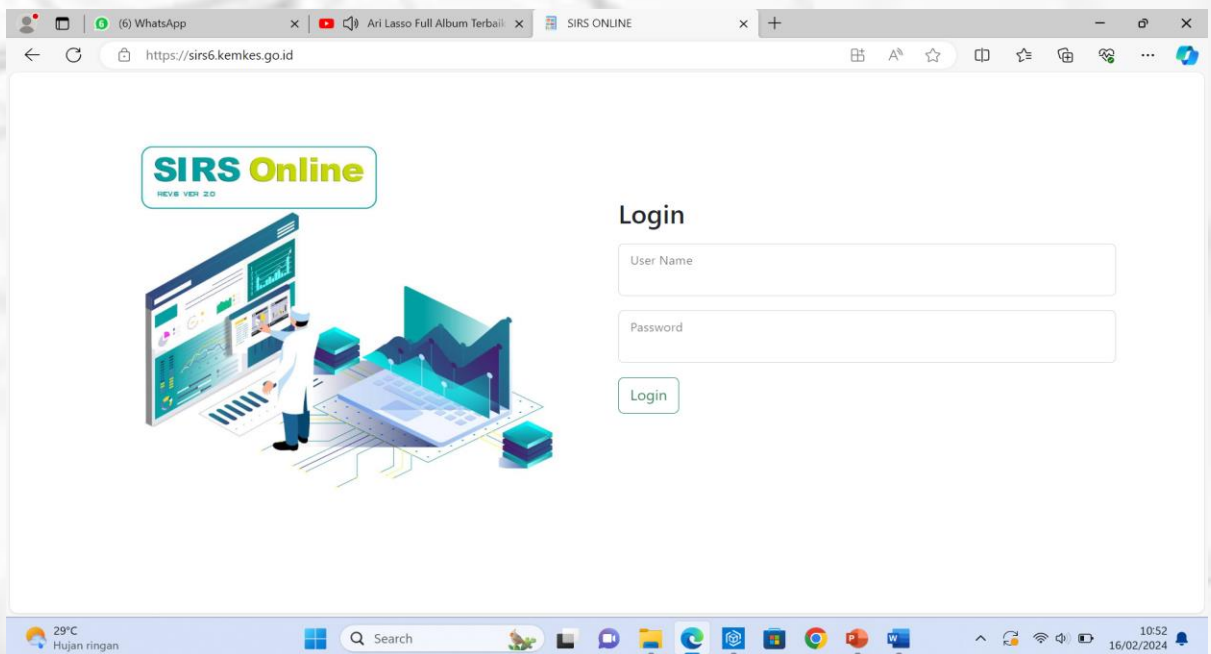 (6) WhatsApp
Ari Lasso Full Album Terbaik
SIRS ONLINE
https://sirs6.kemkes.go.id
SIRS Online
REV6 VER 2.0
Login
User Name
Password
Login
29°C
Hujan ringan
Search
10:52
16/02/2024